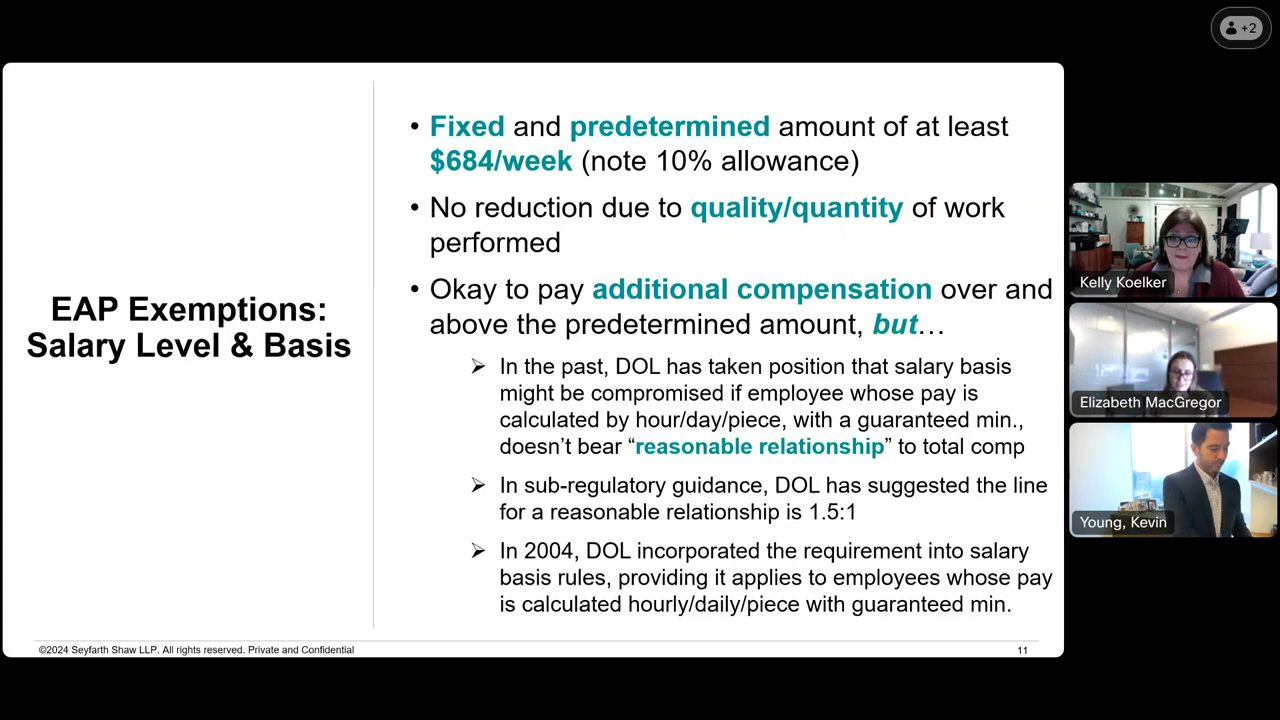 +2
EAP Exemptions:
Salary Level & Basis
• Fixed and predetermined amount of at least
$684/week (note 10% allowance)
• No reduction due to quality/quantity of work
performed
• Okay to pay additional compensation over and
above the predetermined amount, but…
➢ In the past, DOL has taken position that salary basis
might be compromised if employee whose pay is
calculated by hour/day/piece, with a guaranteed min.,
doesn’t bear “reasonable relationship” to total comp
➢ In sub-regulatory guidance, DOL has suggested the line
for a reasonable relationship is 1.5:1
➢ In 2004, DOL incorporated the requirement into salary
basis rules, providing it applies to employees whose pay
is calculated hourly/daily/piece with guaranteed min.
©2024 Seyfarth Shaw LLP. All rights reserved. Private and Confidential
11
Kelly Koelker
Elizabeth MacGregor
Young, Kevin